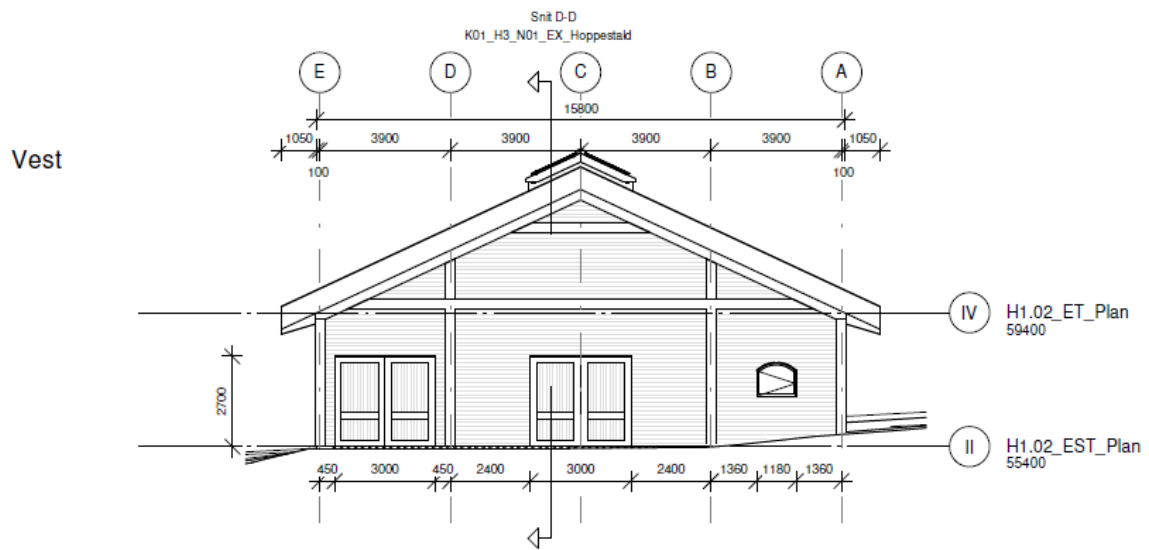 Snit D-D
K01_H3_N01_EX_Hoppestald
E D C B A
15800
1050 3900 3900 3900 3900 1050
Vest
100 100
IV H1.02_ET_Plan
59400
2700
II H1.02_EST_Plan
55400
450 3000 450 2400 3000 2400 1360 1180 1360